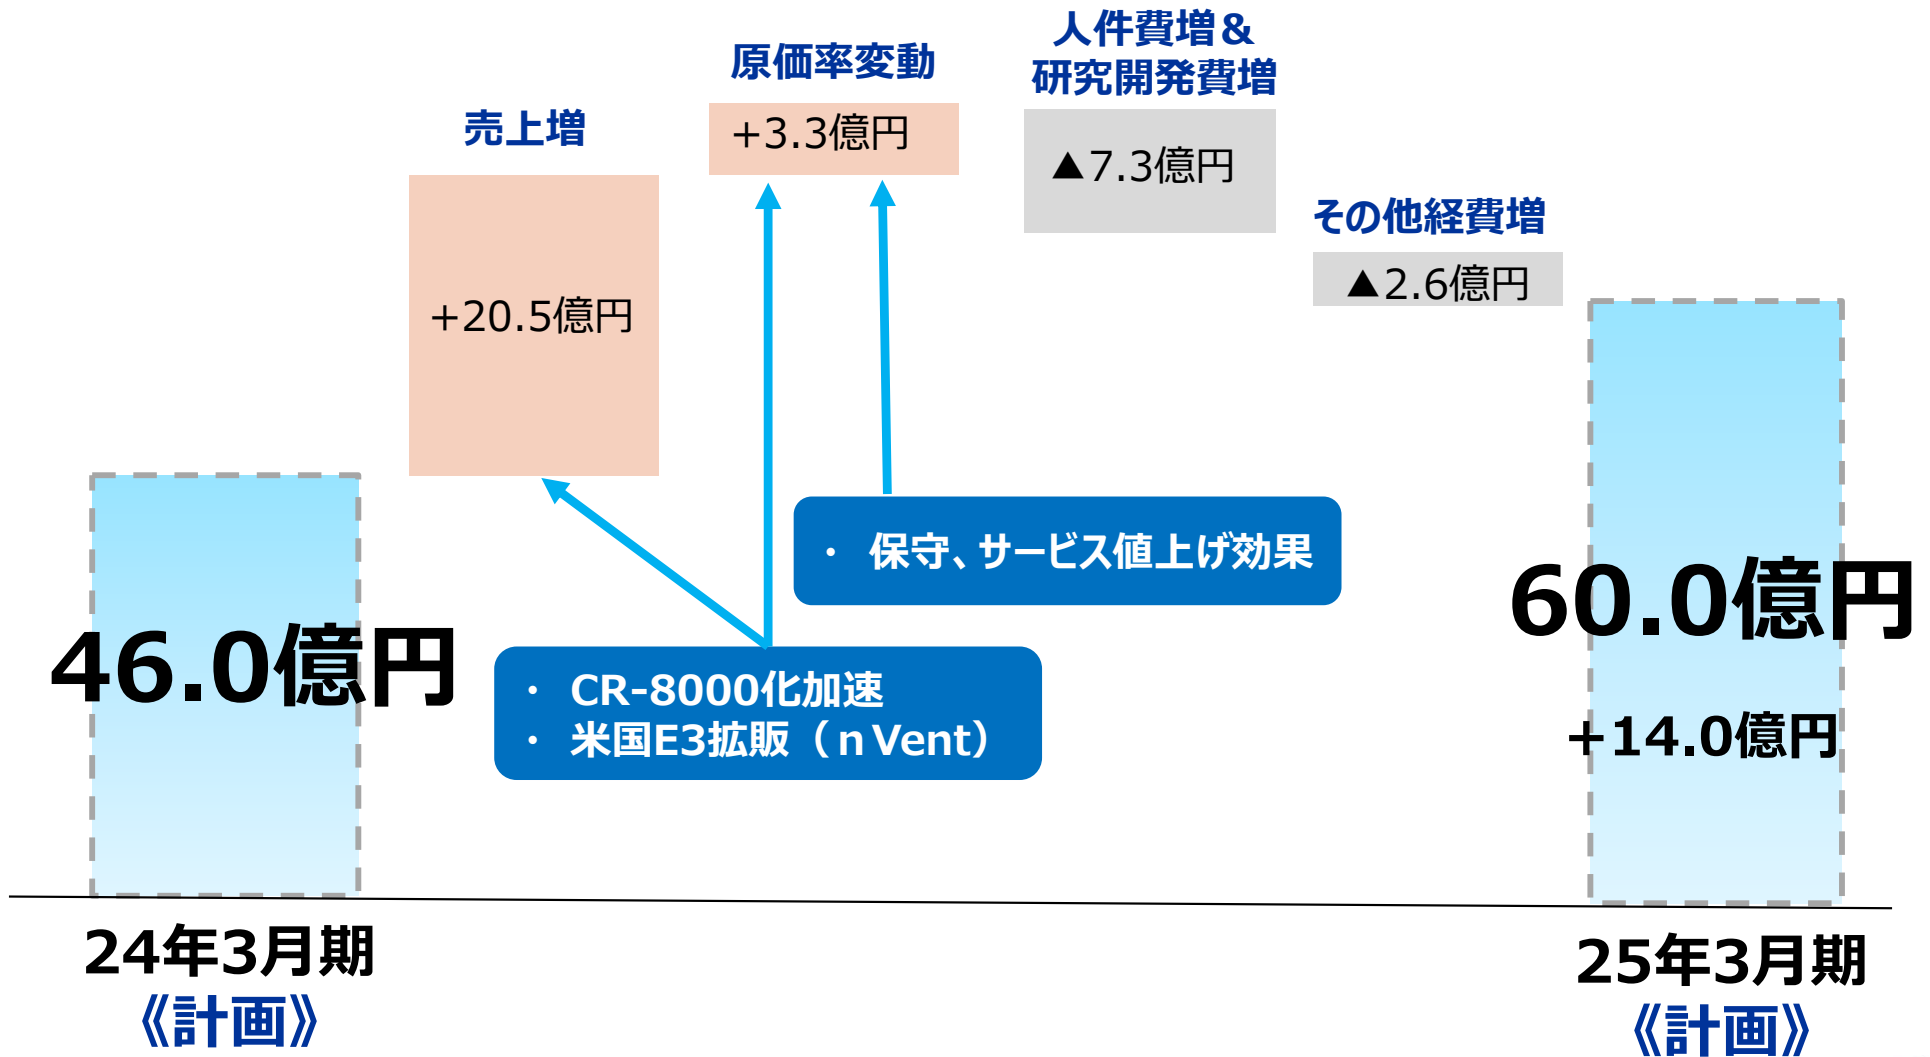 人件費増&
研究開発費増
原価率変動
売上増
+3.3億円
▲7.3億円
その他経費増
▲2.6億円
+20.5億円
・ 保守、サービス値上げ効果
60.0億円
46.0億円
・ CR-8000化加速
・ 米国E3拡販（ｎVent）
+14.0億円
24年3月期
《計画》
25年3月期
《計画》